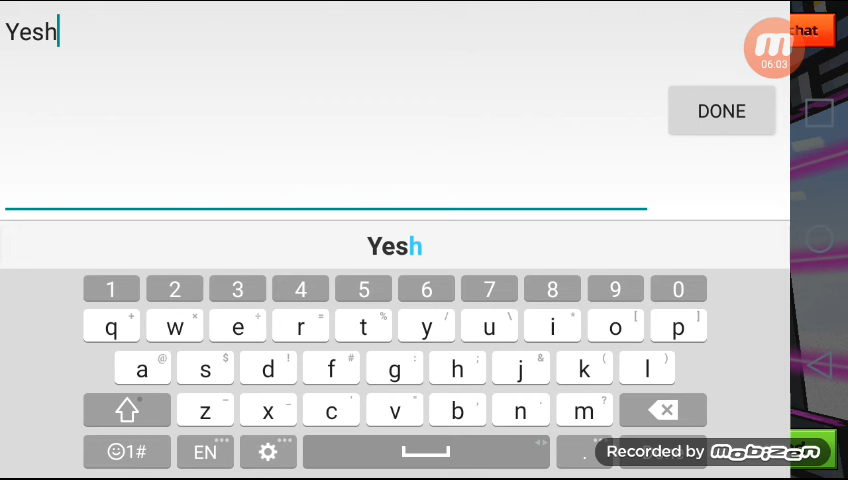 Yesh
chat
06:03
DONE
Yesh
1 2 3 4 5 6 7 8 9 0
+ × ÷ = % / \ * [ ]
q w e r t y u i o p
@ $ ! # : ; & ( )
a s d f g h j k l
z x c v b n m ?
1# EN .
Recorded by mobizen